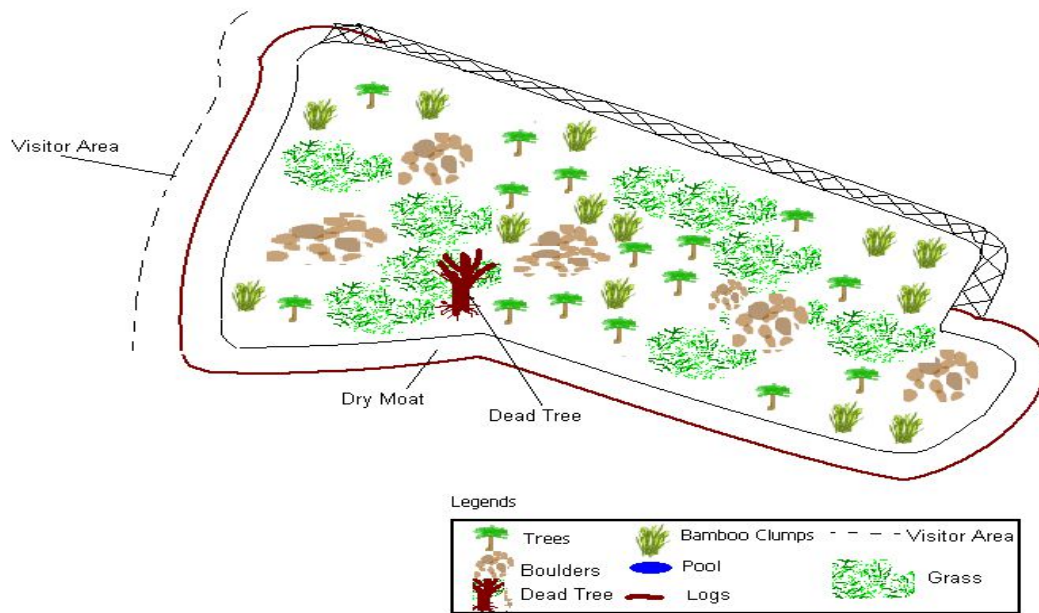 Visitor Area
Dry Moat
Dead Tree
Legends
Trees
Bamboo Clumps
Visitor Area
Boulders
Pool
Grass
Dead Tree
Logs